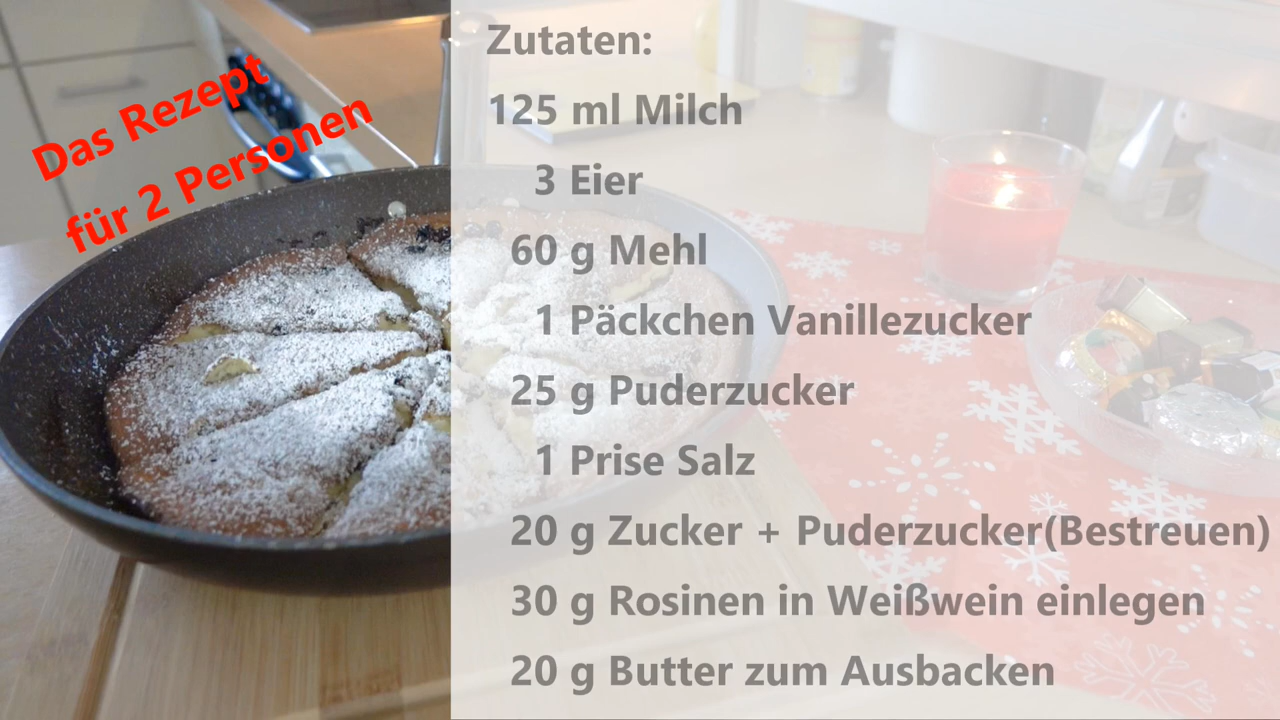 Das Rezept
für 2 Personen
Zutaten:
125 ml Milch
3 Eier
60 g Mehl
1 Päckchen Vanillezucker
25 g Puderzucker
1 Prise Salz
20 g Zucker + Puderzucker(Bestreuen)
30 g Rosinen in Weißwein einlegen
20 g Butter zum Ausbacken